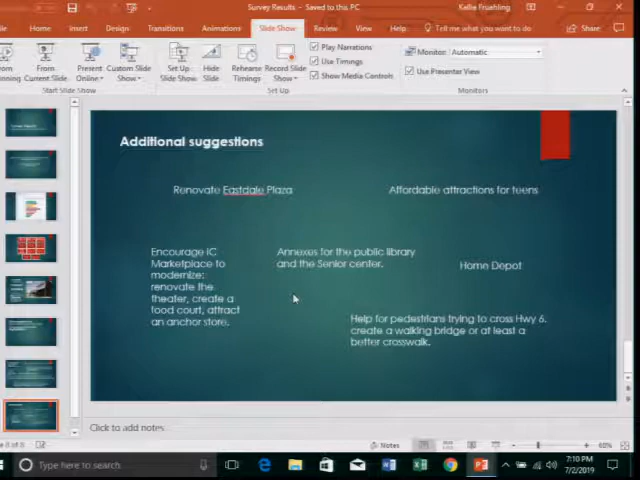 Survey Results - Saved to this PC
Kellie Fruehling
Home Insert Design Transitions Animations Slide Show Review View Help Tell me what you want to do Share
From Current Slide
Present Online
Custom Slide Show
Set Up Slide Show
Hide Slide
Rehearse Timings
Record Slide Show
Play Narrations
Use Timings
Show Media Controls
Monitor: Automatic
Use Presenter View
Start Slide Show
Set Up
Monitors
Additional suggestions
Renovate Eastdale Plaza
Affordable attractions for teens
Encourage IC
Marketplace to
modernize:
renovate the
theater, create a
food court, attract
an anchor store.
Annexes for the public library
and the Senior center.
Home Depot
Help for pedestrians trying to cross Hwy 6.
create a walking bridge or at least a
better crosswalk.
Click to add notes
Notes
68%
Type here to search
7:10 PM
7/2/2019